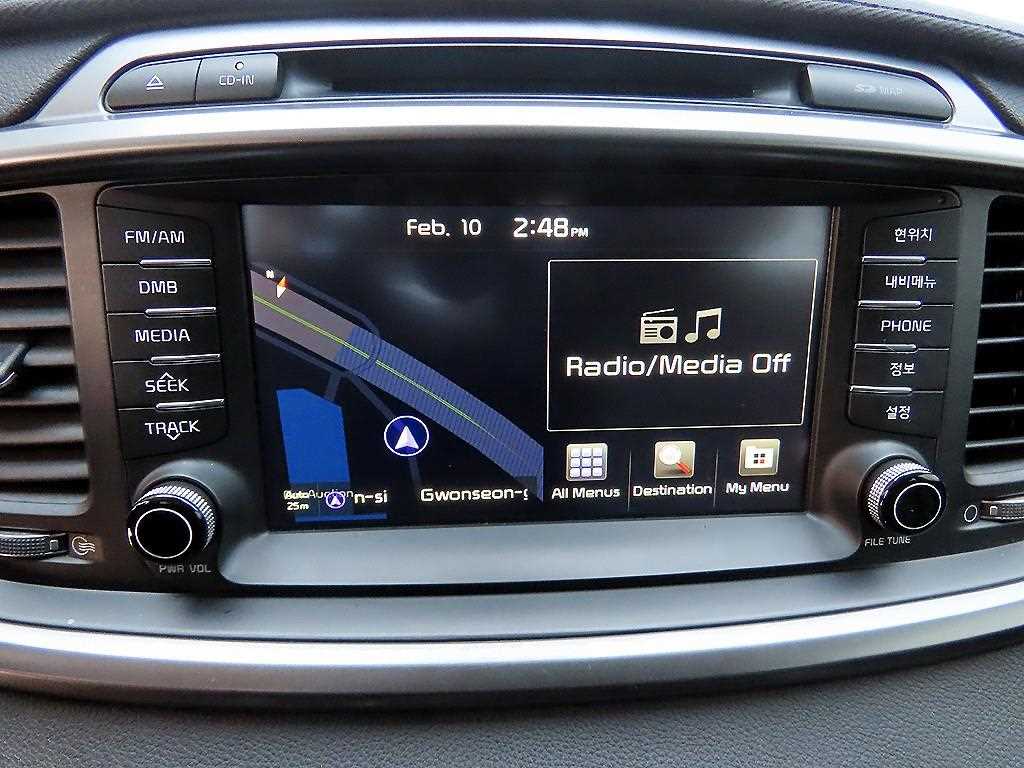 CD-IN
SD MAP
FM/AM
DMB
MEDIA
SEEK
TRACK
PWR VOL
Feb. 10 2:48PM
N
Radio/Media Off
Auto
25m
Gwonseon-g
All Menus
Destination
My Menu
현위치
내비메뉴
PHONE
정보
설정
FILE TUNE